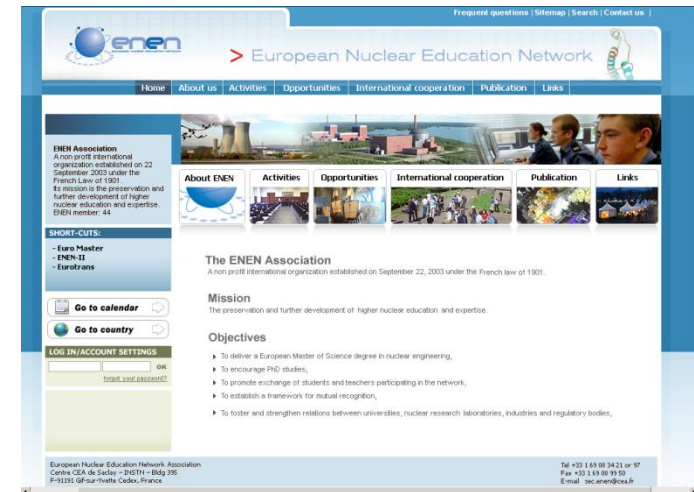 Frequent questions | Sitemap | Search | Contact us |
enen
> European Nuclear Education Network
Home About us Activities Opportunities International cooperation Publication Links
ENEN Association
A non profit international
organization established on 22
September 2003 under the
French Law of 1901.
Its mission is the preservation and
further development of higher
nuclear education and expertise.
ENEN member: 44
About ENEN Activities Opportunities International cooperation Publication Links
SHORT-CUTS:
- Euro Master
- ENEN-II
- Eurotrans
Go to calendar
Go to country
LOG IN/ACCOUNT SETTINGS
OK
forgot your password?
The ENEN Association
A non profit international organization established on September 22, 2003 under the French law of 1901.
Mission
The preservation and further development of higher nuclear education and expertise.
Objectives
To deliver a European Master of Science degree in nuclear engineering,
To encourage PhD studies,
To promote exchange of students and teachers participating in the network,
To establish a framework for mutual recognition,
To foster and strengthen relations between universities, nuclear research laboratories, industries and regulatory bodies,
European Nuclear Education Network Association
Centre CEA de Saclay – INSTN – Bldg 395
F-91191 Gif-sur-Yvette Cedex, France
Tel +33 1 69 08 34 21 or 97
Fax +33 1 69 08 99 50
E-mail sec.enen@cea.fr